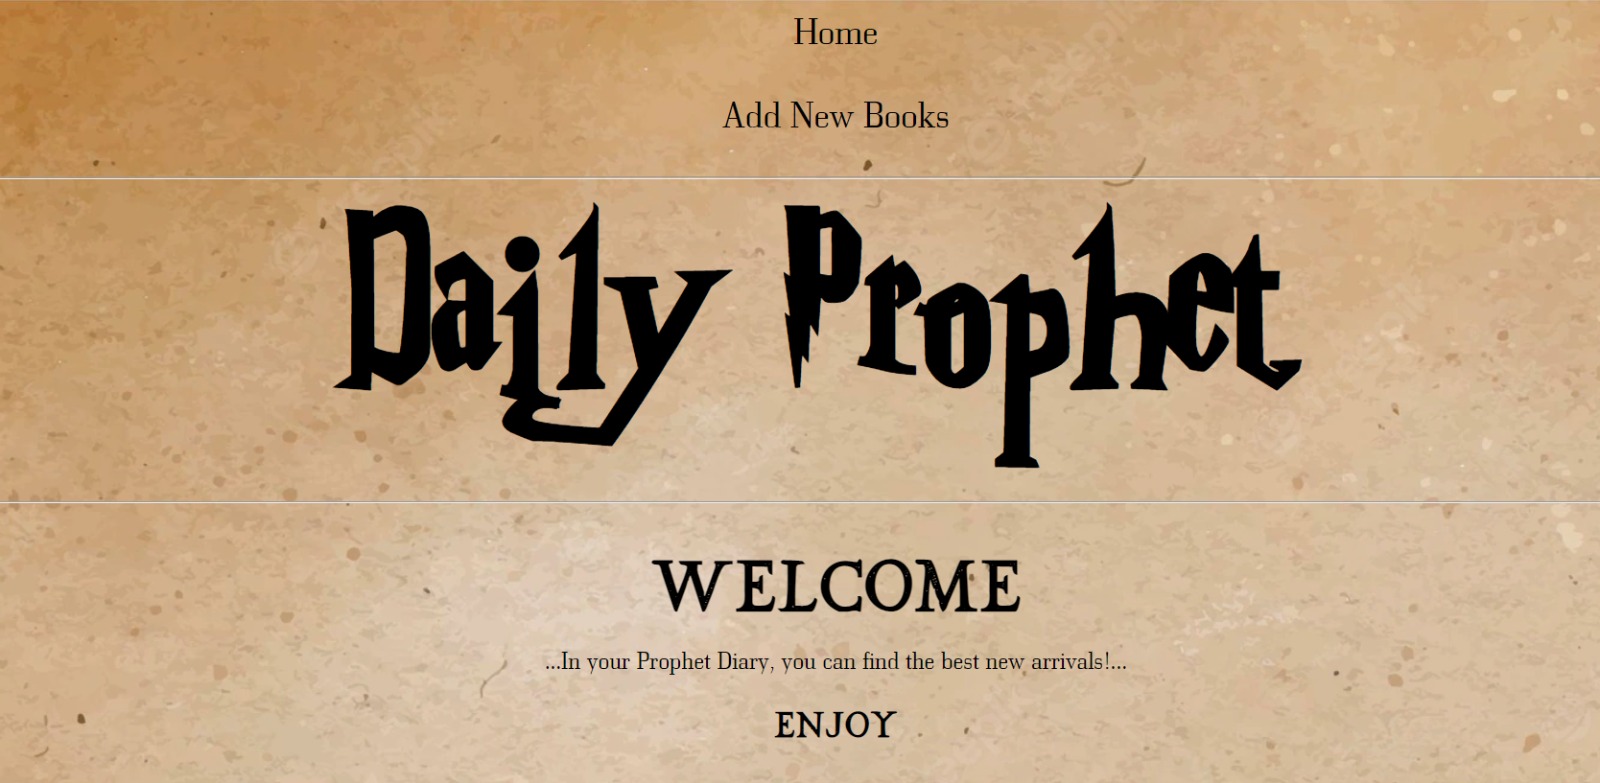 Home
Add New Books
Daily Prophet
WELCOME
...In your Prophet Diary, you can find the best new arrivals!...
ENJOY